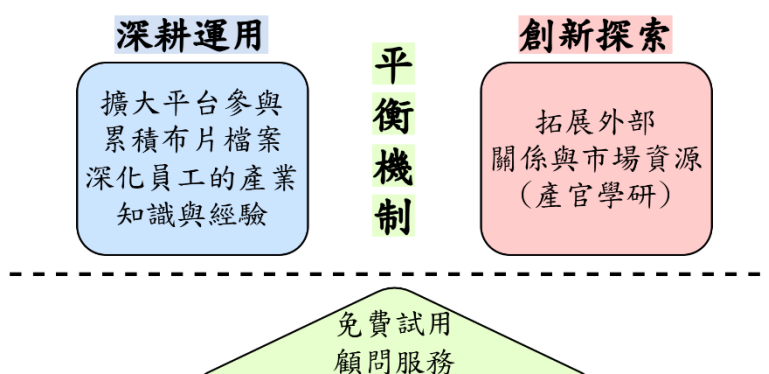 深耕運用
擴大平台參與
累積布片檔案
深化員工的產業
知識與經驗
平
衡
機
制
創新探索
拓展外部
關係與市場資源
（產官學研）
免費試用
顧問服務